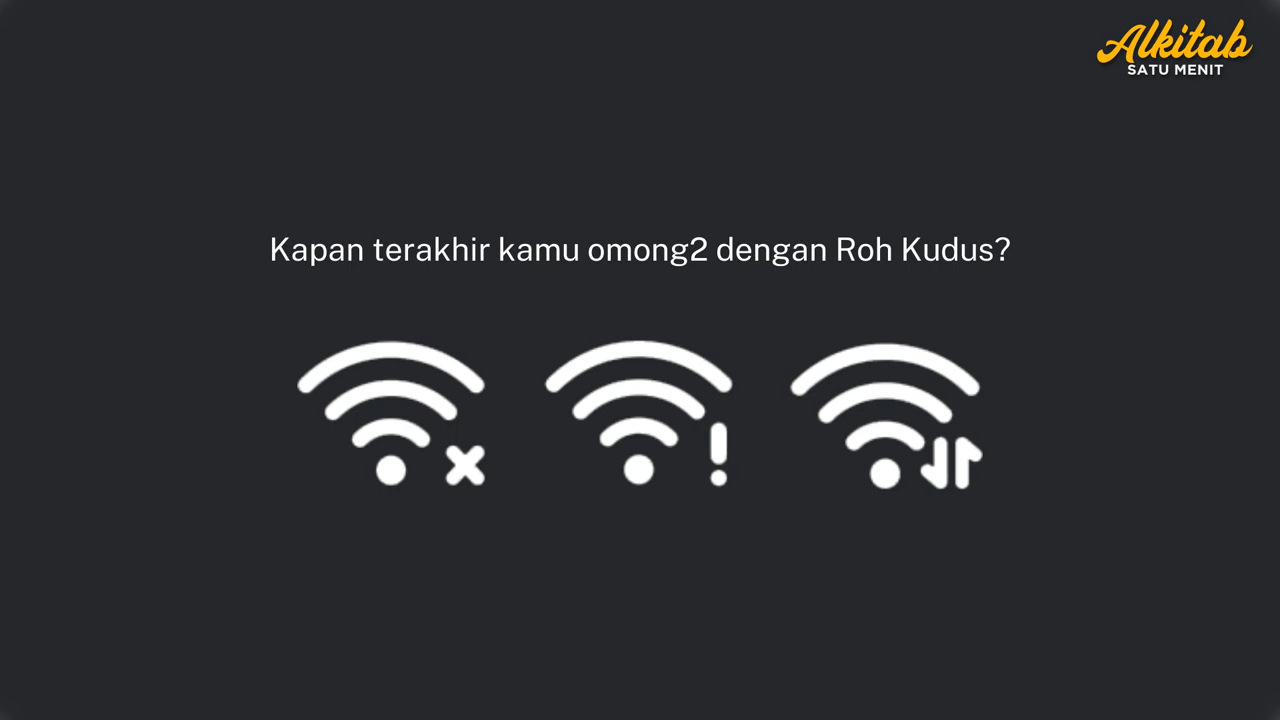 Alkitab
SATU MENIT
Kapan terakhir kamu omong2 dengan Roh Kudus?